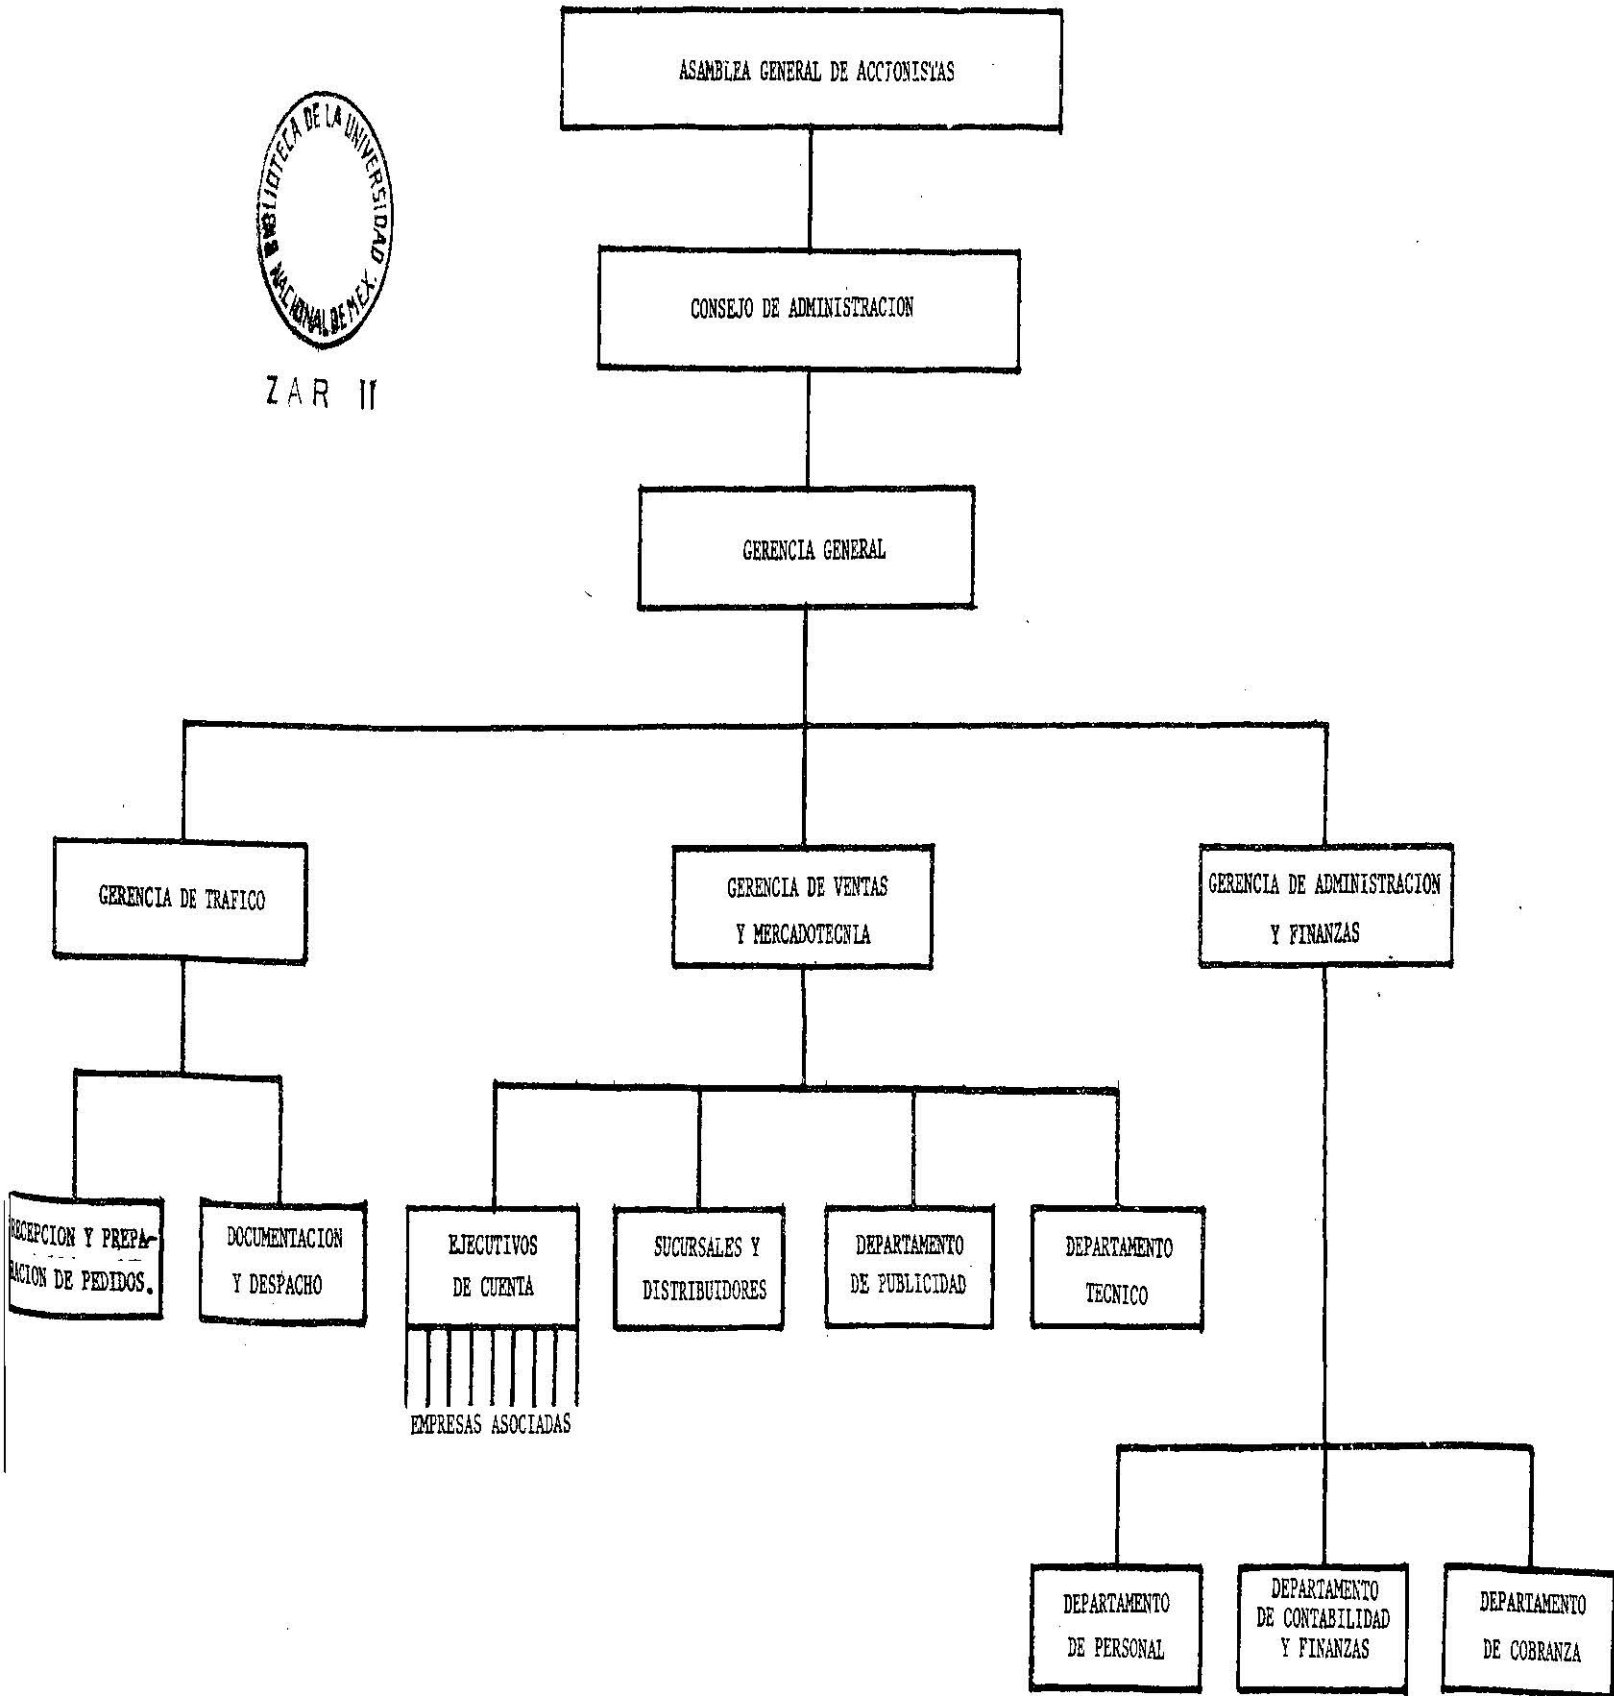 ASAMBLEA GENERAL DE ACCIONISTAS
BIBLIOTECA DE LA UNIVERSIDAD
NACIONAL DE MEX.
CONSEJO DE ADMINISTRACION
ZAR II
GERENCIA GENERAL
GERENCIA DE TRAFICO
GERENCIA DE VENTAS
Y MERCADOTECNIA
GERENCIA DE ADMINISTRACION
Y FINANZAS
RECEPCION Y PREPA-
RACION DE PEDIDOS.
DOCUMENTACION
Y DESPACHO
EJECUTIVOS
DE CUENTA
SUCURSALES Y
DISTRIBUIDORES
DEPARTAMENTO
DE PUBLICIDAD
DEPARTAMENTO
TECNICO
EMPRESAS ASOCIADAS
DEPARTAMENTO
DE PERSONAL
DEPARTAMENTO
DE CONTABILIDAD
Y FINANZAS
DEPARTAMENTO
DE COBRANZA